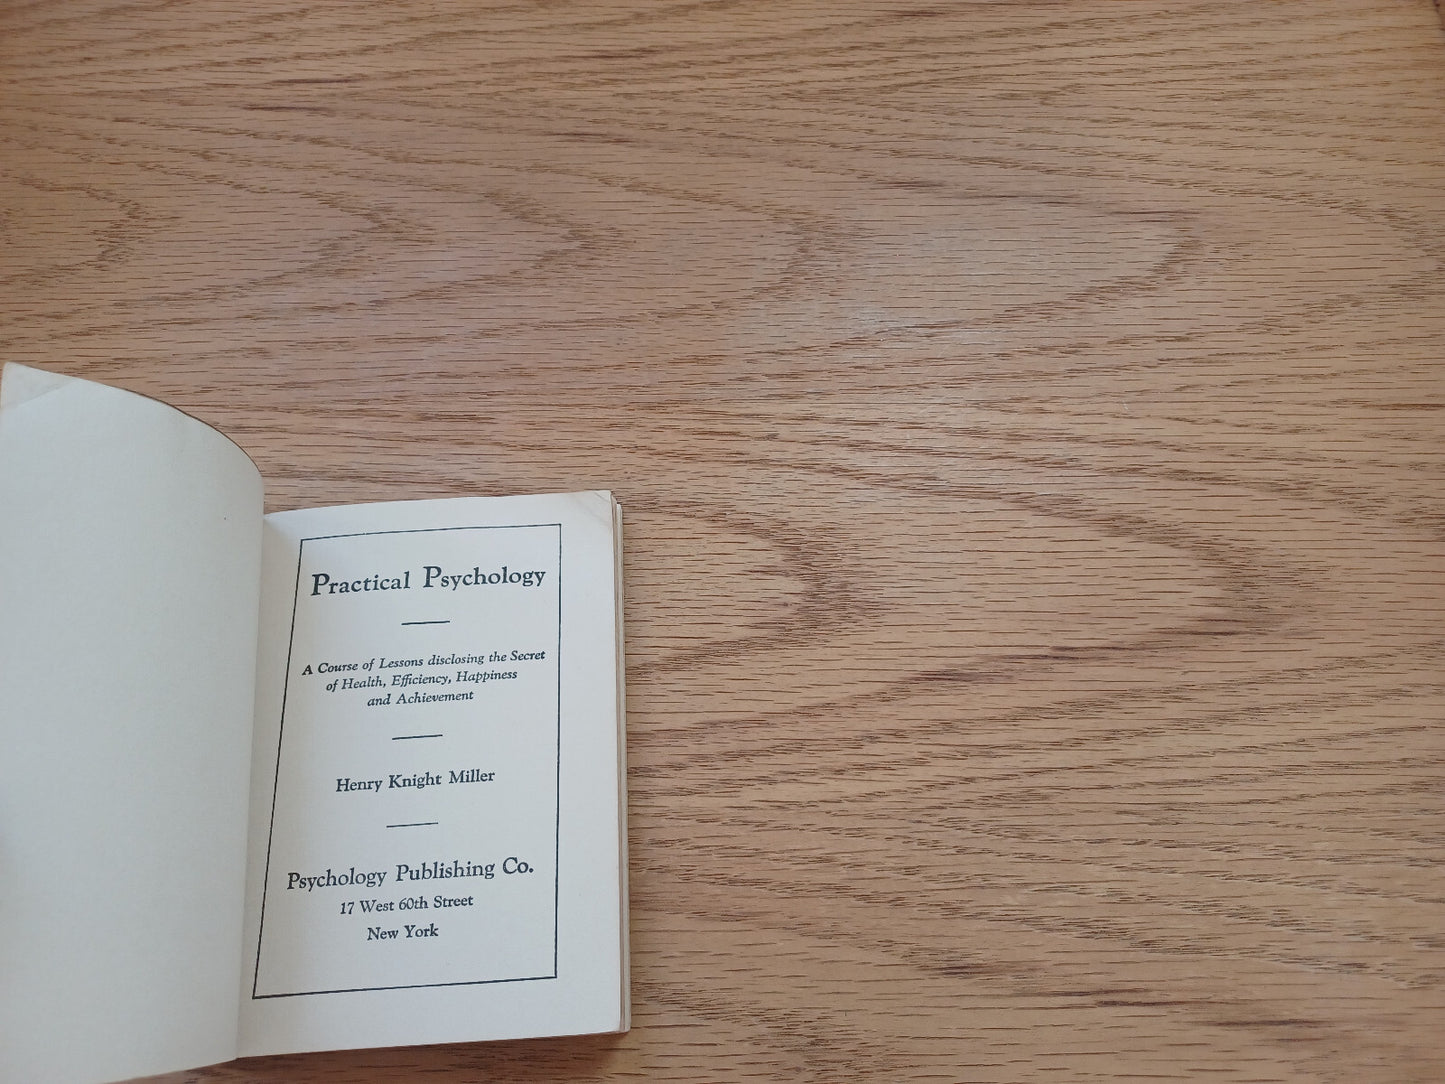 Practical Psychology
A Course of Lessons disclosing the Secret
of Health, Efficiency, Happiness
and Achievement
Henry Knight Miller
Psychology Publishing Co.
17 West 60th Street
New York